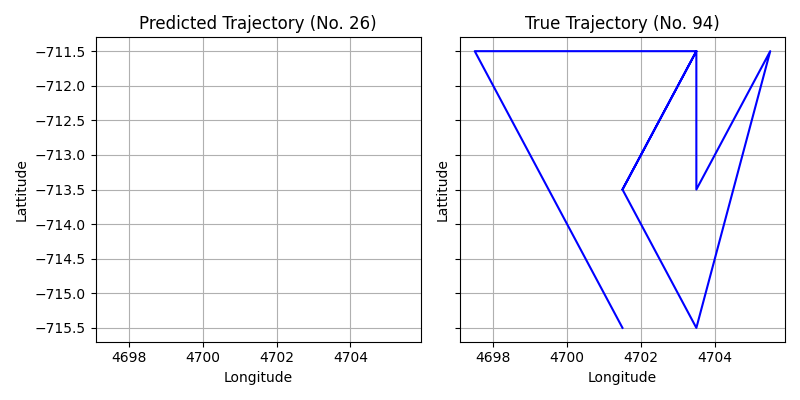 Predicted Trajectory (No. 26)
True Trajectory (No. 94)
−711.5
−712.0
−712.5
−713.0
−713.5
−714.0
−714.5
−715.0
−715.5
Lattitude
Lattitude
4698 4700 4702 4704
4698 4700 4702 4704
Longitude
Longitude